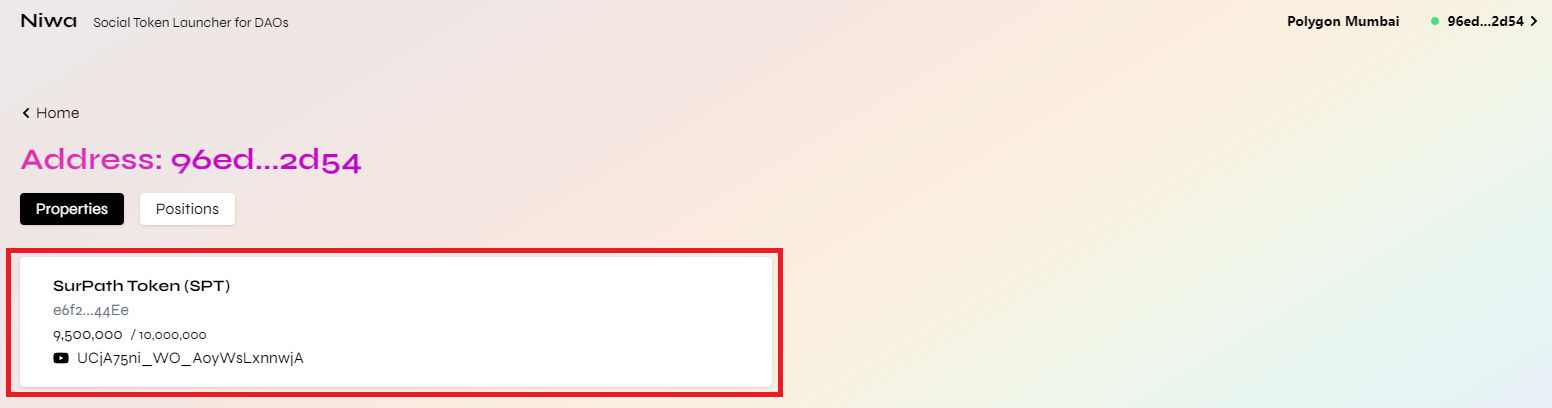 Niwa Social Token Launcher for DAOs Polygon Mumbai 96ed...2d54
Home
Address: 96ed...2d54
Properties Positions
SurPath Token (SPT)
e6f2...44Ee
9,500,000 / 10,000,000
UCjA75ni_WO_AoyWsLxnnwjA